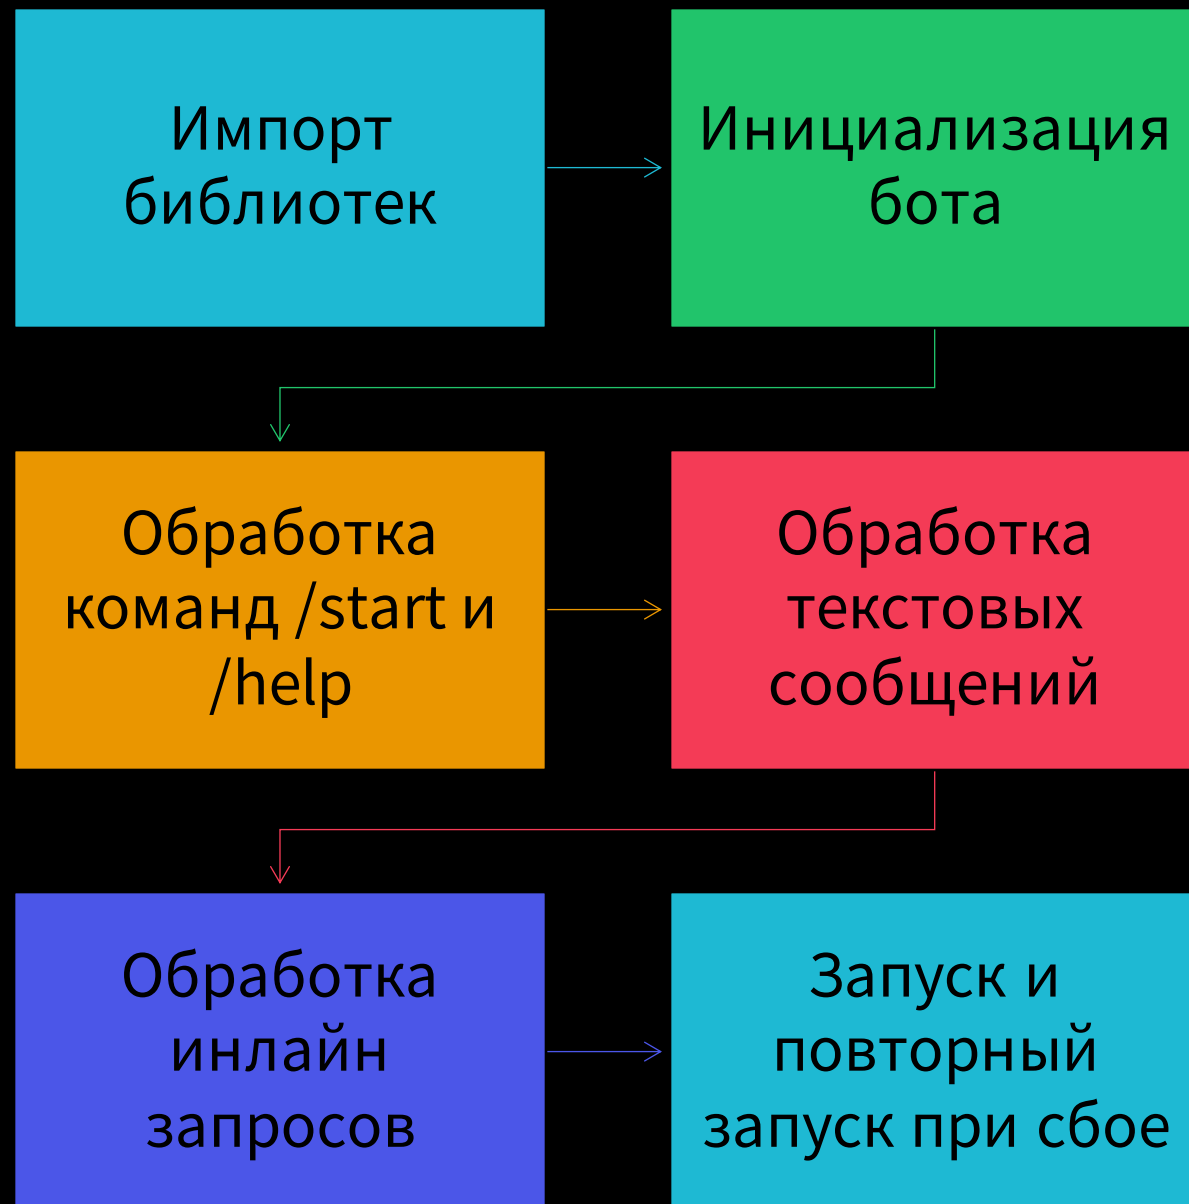 Импорт
библиотек
Инициализация
бота
Обработка
команд /start и
/help
Обработка
текстовых
сообщений
Обработка
инлайн
запросов
Запуск и
повторный
запуск при сбое